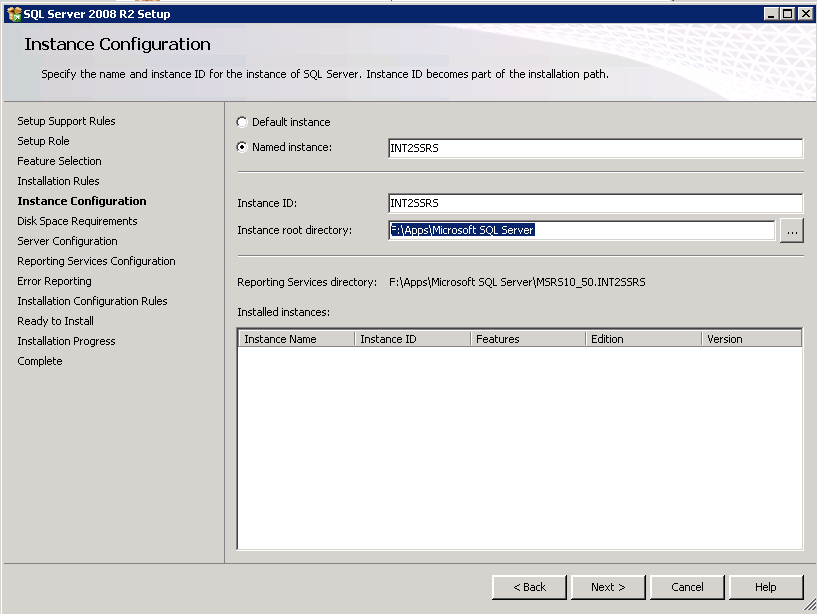 SQL Server 2008 R2 Setup
Instance Configuration
Specify the name and instance ID for the instance of SQL Server. Instance ID becomes part of the installation path.
Setup Support Rules
Setup Role
Feature Selection
Installation Rules
Instance Configuration
Disk Space Requirements
Server Configuration
Reporting Services Configuration
Error Reporting
Installation Configuration Rules
Ready to Install
Installation Progress
Complete
Default instance
Named instance: INT2SSRS
Instance ID: INT2SSRS
Instance root directory: F:\Apps\Microsoft SQL Server ...
Reporting Services directory: F:\Apps\Microsoft SQL Server\MSRS10_50.INT2SSRS
Installed instances:
Instance Name Instance ID Features Edition Version
< Back Next > Cancel Help